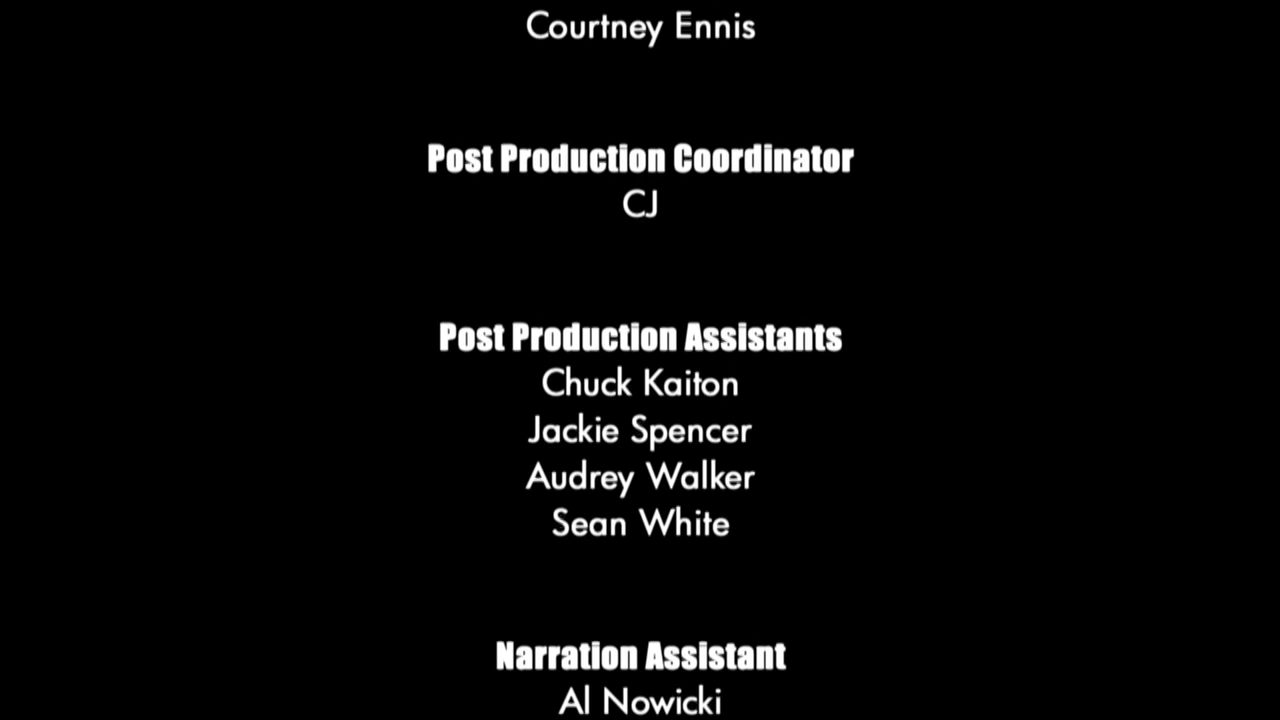 Courtney Ennis
Post Production Coordinator
CJ
Post Production Assistants
Chuck Kaiton
Jackie Spencer
Audrey Walker
Sean White
Narration Assistant
Al Nowicki